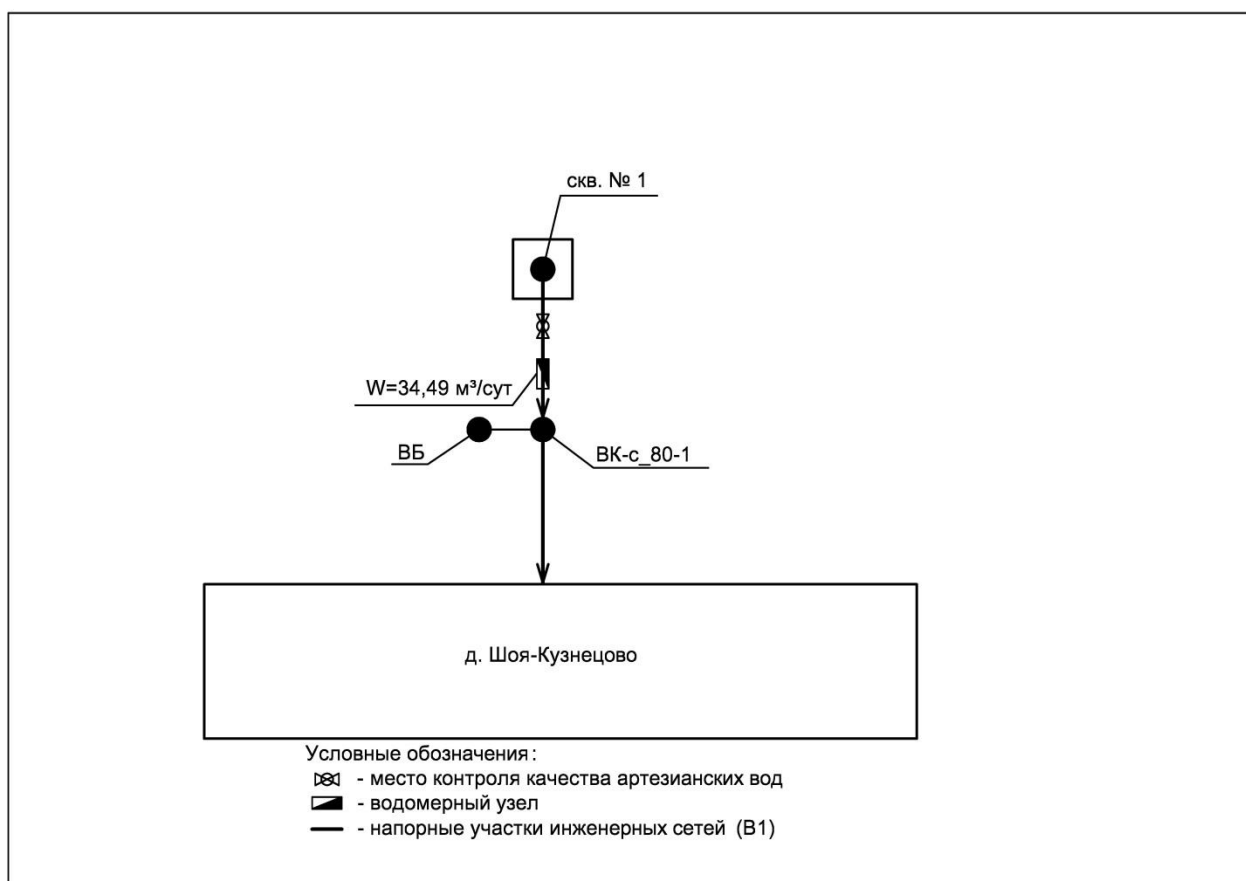 скв. № 1
W=34,49 м³/сут
ВБ
ВК-с_80-1
д. Шоя-Кузнецово
Условные обозначения:
- место контроля качества артезианских вод
- водомерный узел
- напорные участки инженерных сетей (В1)